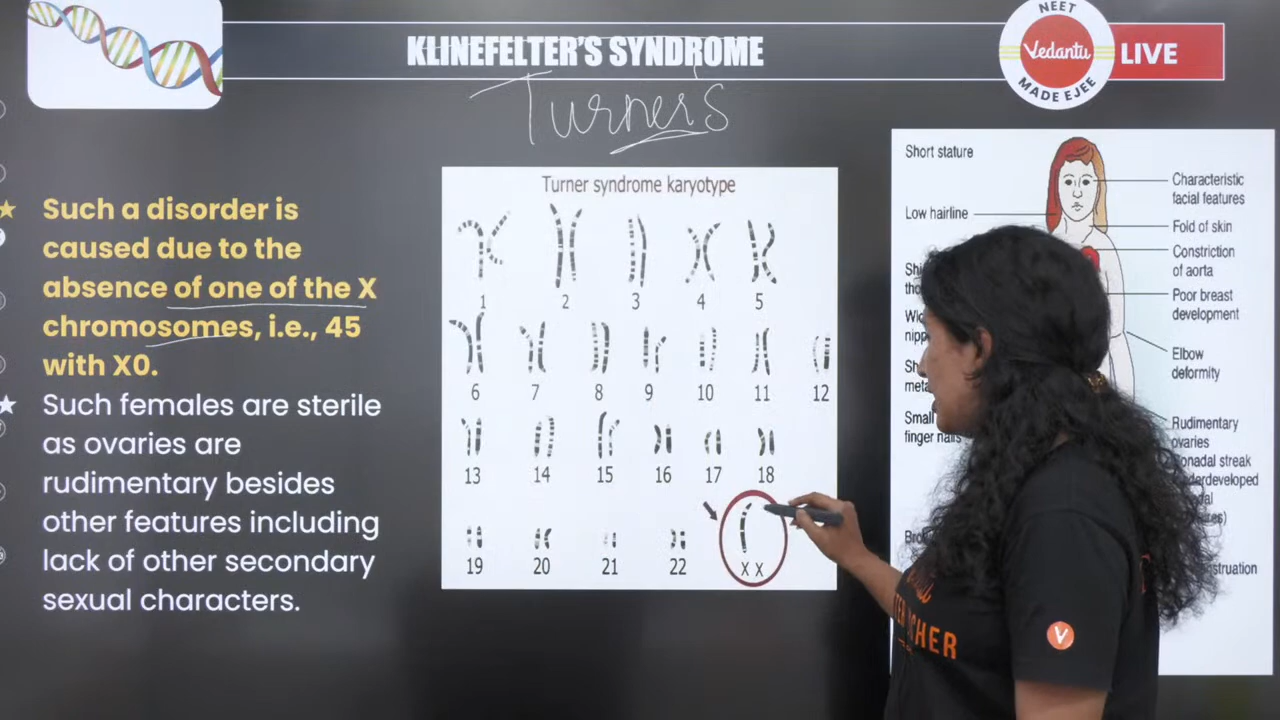 KLINEFELTER'S SYNDROME
NEET
Vedantu
MADE EJEE
LIVE
Turner's
Such a disorder is
caused due to the
absence of one of the X
chromosomes, i.e., 45
with X0.
Such females are sterile
as ovaries are
rudimentary besides
other features including
lack of other secondary
sexual characters.
Turner syndrome karyotype
1 2 3 4 5
6 7 8 9 10 11 12
13 14 15 16 17 18
19 20 21 22 X X
Short stature
Low hairline
Small
finger nails
Characteristic
facial features
Fold of skin
Constriction
of aorta
Poor breast
development
Elbow
deformity
Rudimentary
ovaries
V